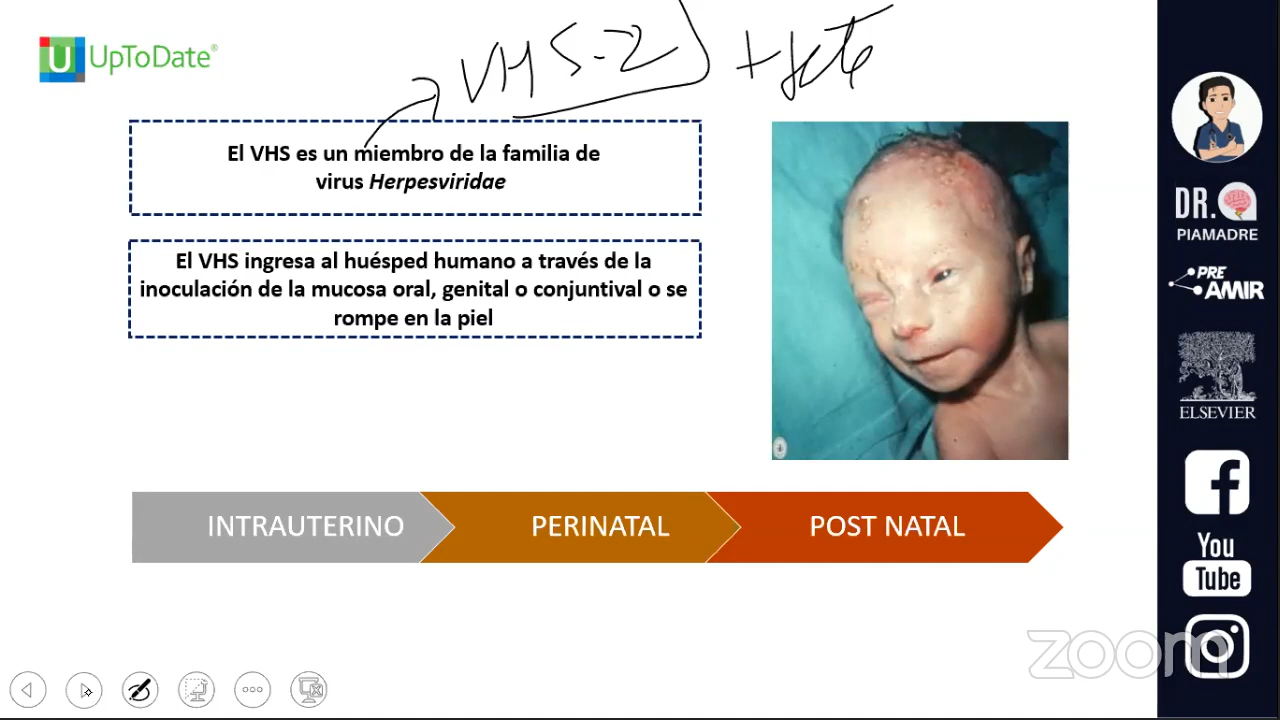 UpToDate®
VHS-2
El VHS es un miembro de la familia de
virus Herpesviridae
El VHS ingresa al huésped humano a través de la
inoculación de la mucosa oral, genital o conjuntival o se
rompe en la piel
INTRAUTERINO
PERINATAL
POST NATAL
DR.
PIAMADRE
PRE
AMIR
ELSEVIER
You
Tube
zoom